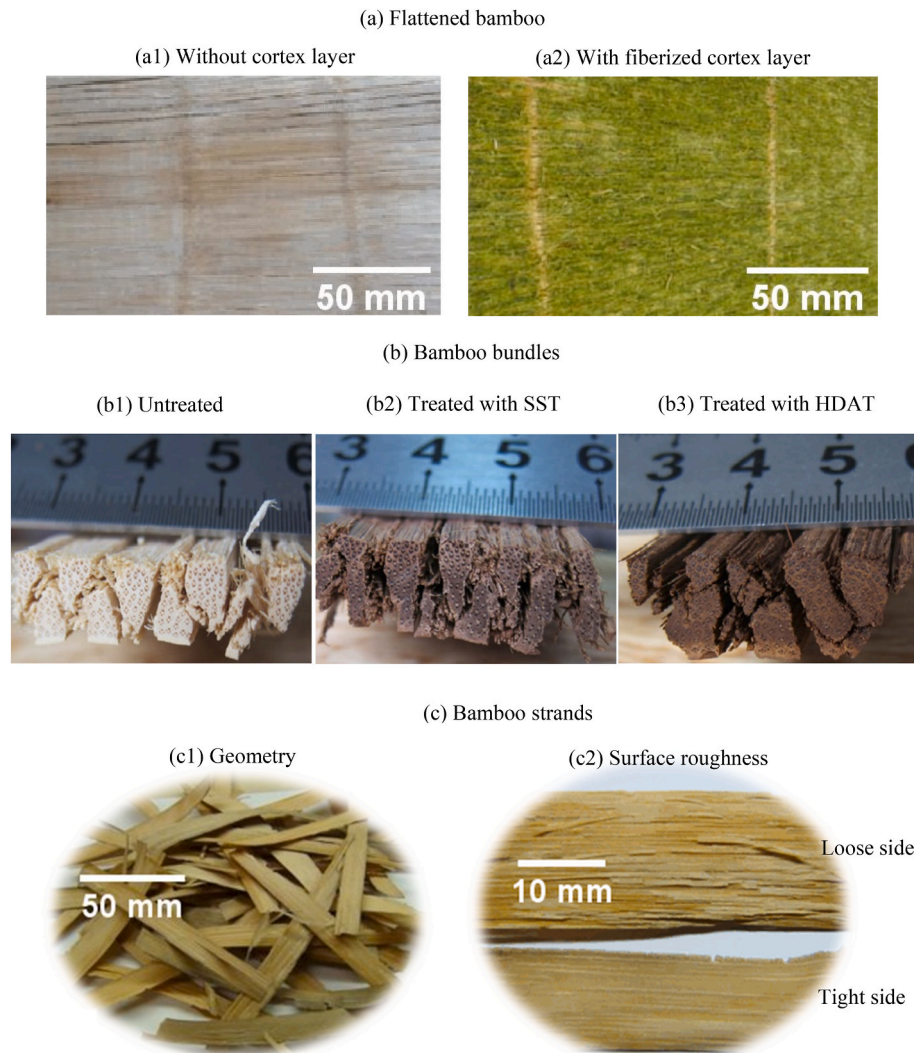 (a) Flattened bamboo
(a1) Without cortex layer
(a2) With fiberized cortex layer
50 mm
50 mm
(b) Bamboo bundles
(b1) Untreated
(b2) Treated with SST
(b3) Treated with HDAT
3 4 5 6
3 4 5 6
3 4 5
(c) Bamboo strands
(c1) Geometry
(c2) Surface roughness
Loose side
50 mm
10 mm
Tight side